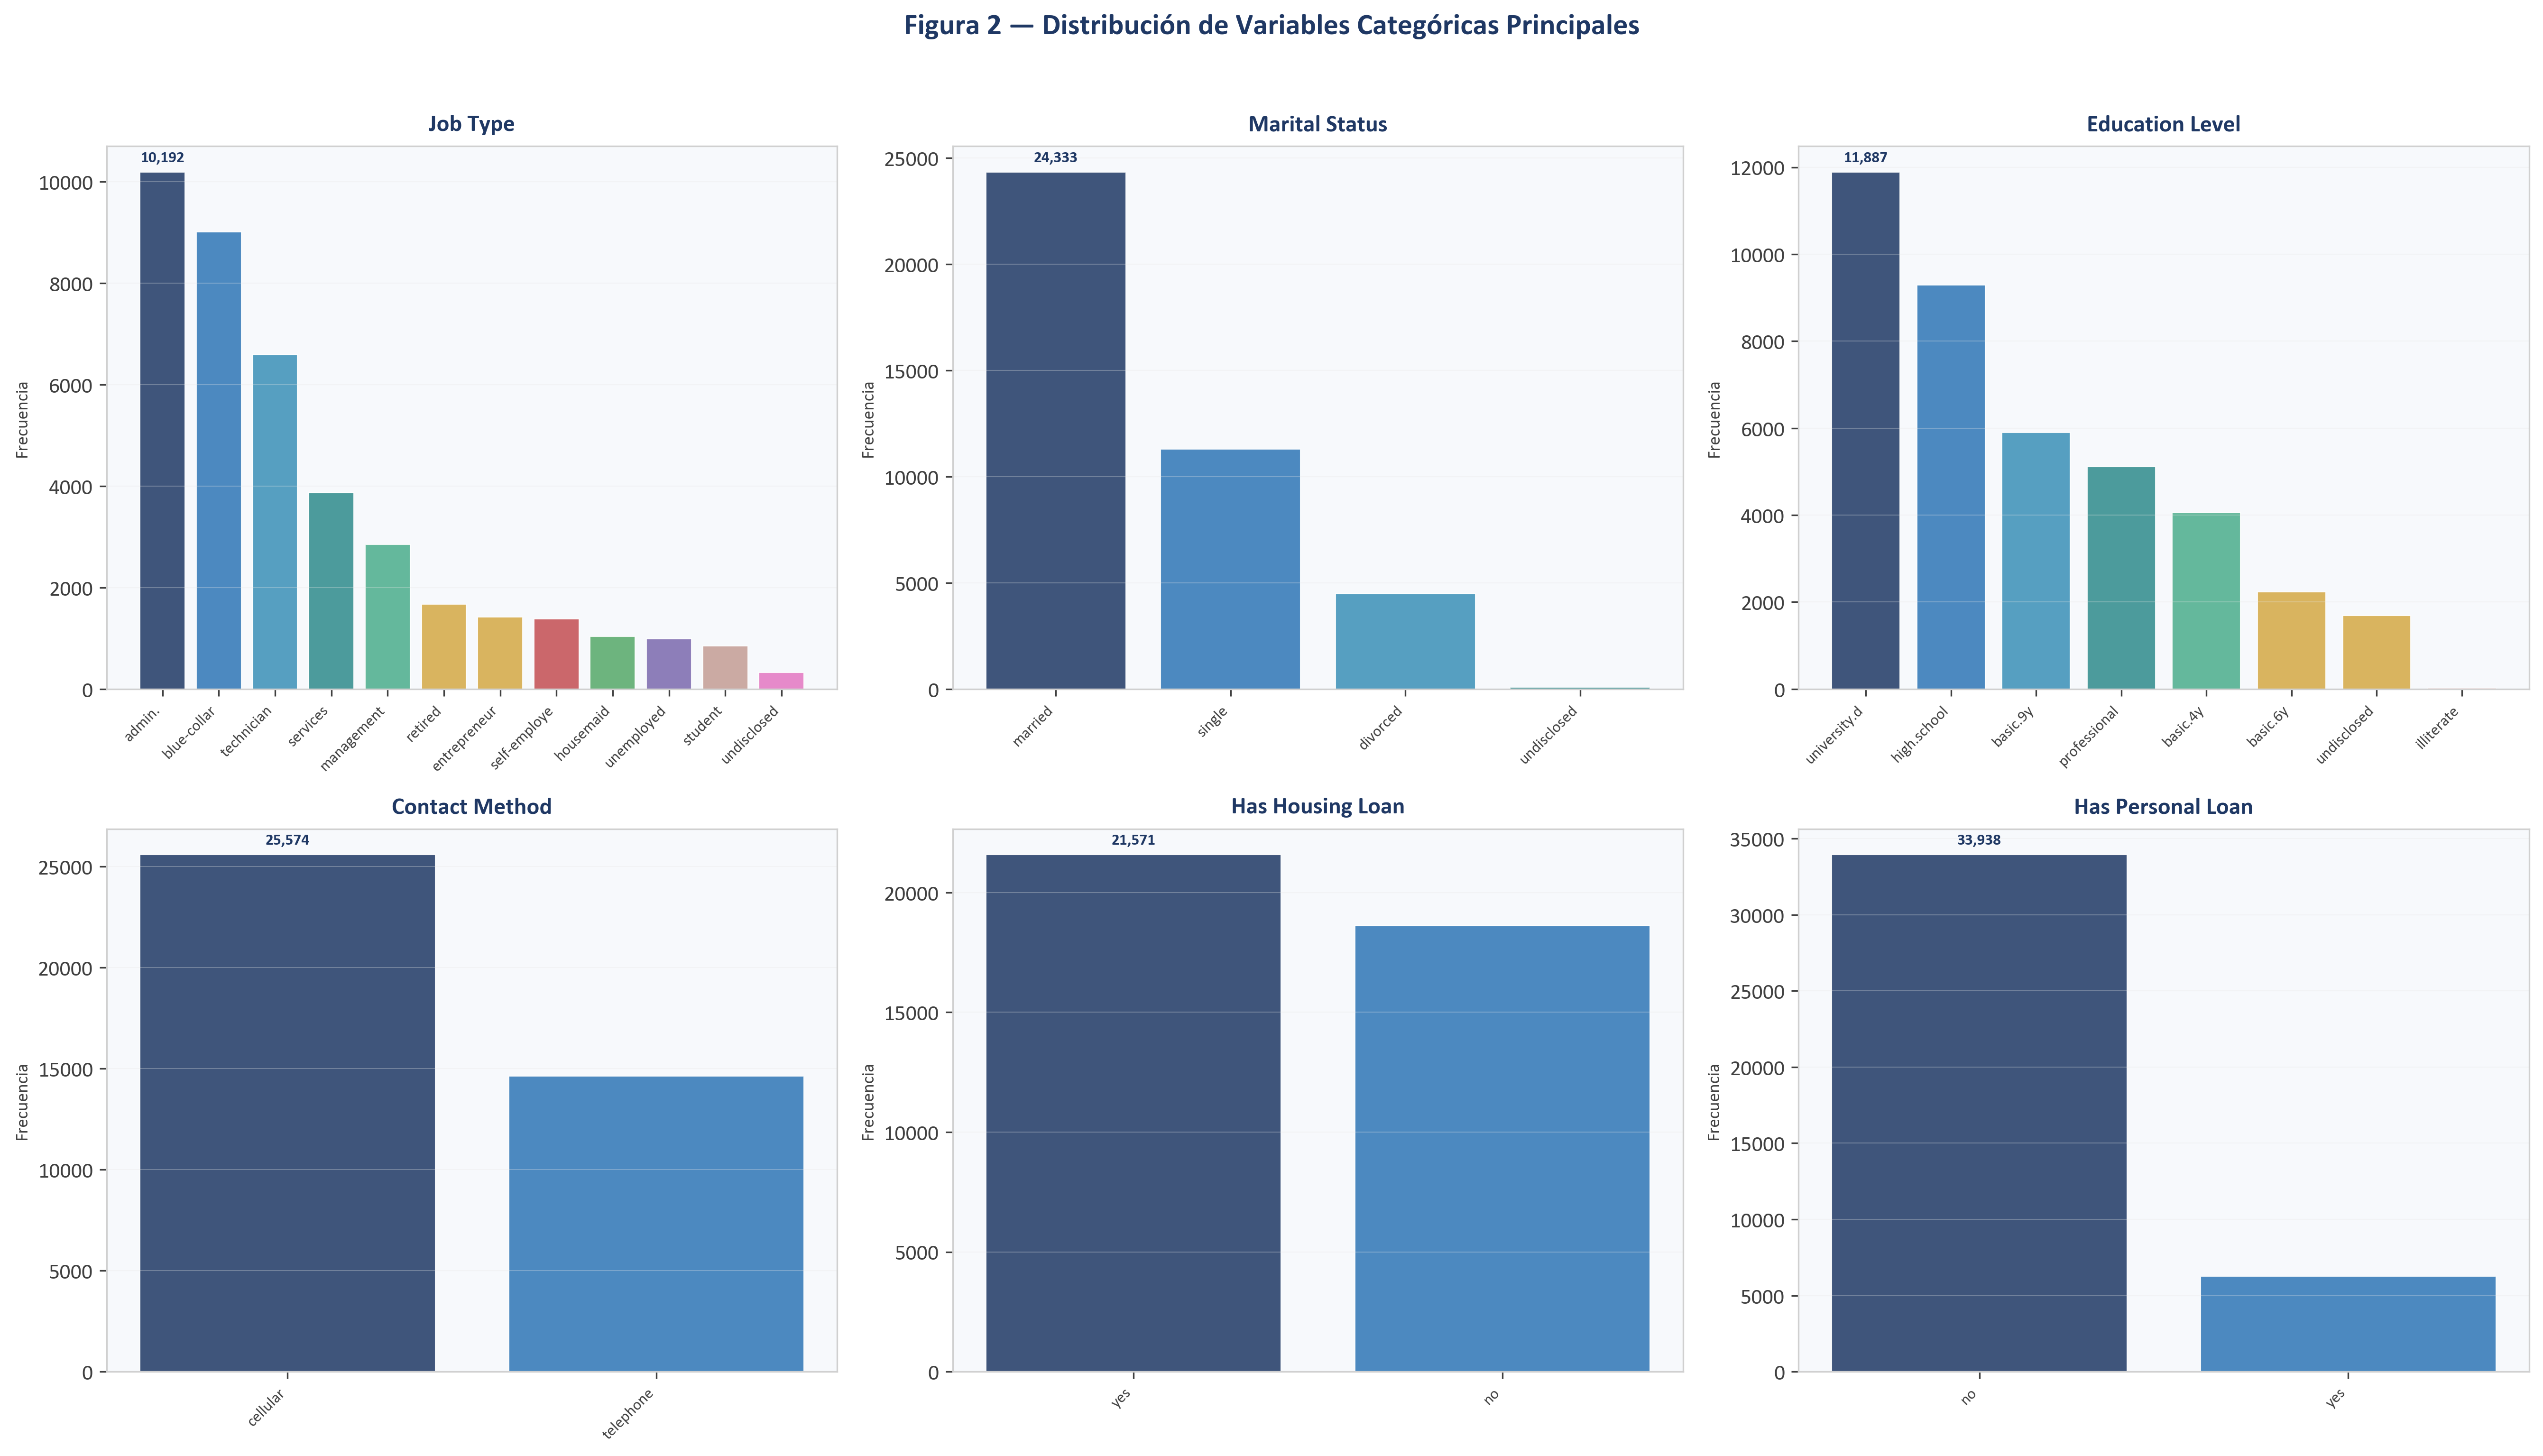 Figura 2 — Distribución de Variables Categóricas Principales
Job Type
10,192
10000
8000
6000
4000
2000
0
Frecuencia
admin.
blue-collar
technician
services
management
retired
entrepreneur
self-employe
housemaid
unemployed
student
undisclosed
Marital Status
24,333
25000
20000
15000
10000
5000
0
Frecuencia
married
single
divorced
undisclosed
Education Level
11,887
12000
10000
8000
6000
4000
2000
0
Frecuencia
university.d
high.school
basic.9y
professional
basic.4y
basic.6y
undisclosed
illiterate
Contact Method
25,574
25000
20000
15000
10000
5000
0
Frecuencia
cellular
telephone
Has Housing Loan
21,571
20000
15000
10000
5000
0
Frecuencia
yes
no
Has Personal Loan
33,938
35000
30000
25000
20000
15000
10000
5000
0
Frecuencia
no
yes